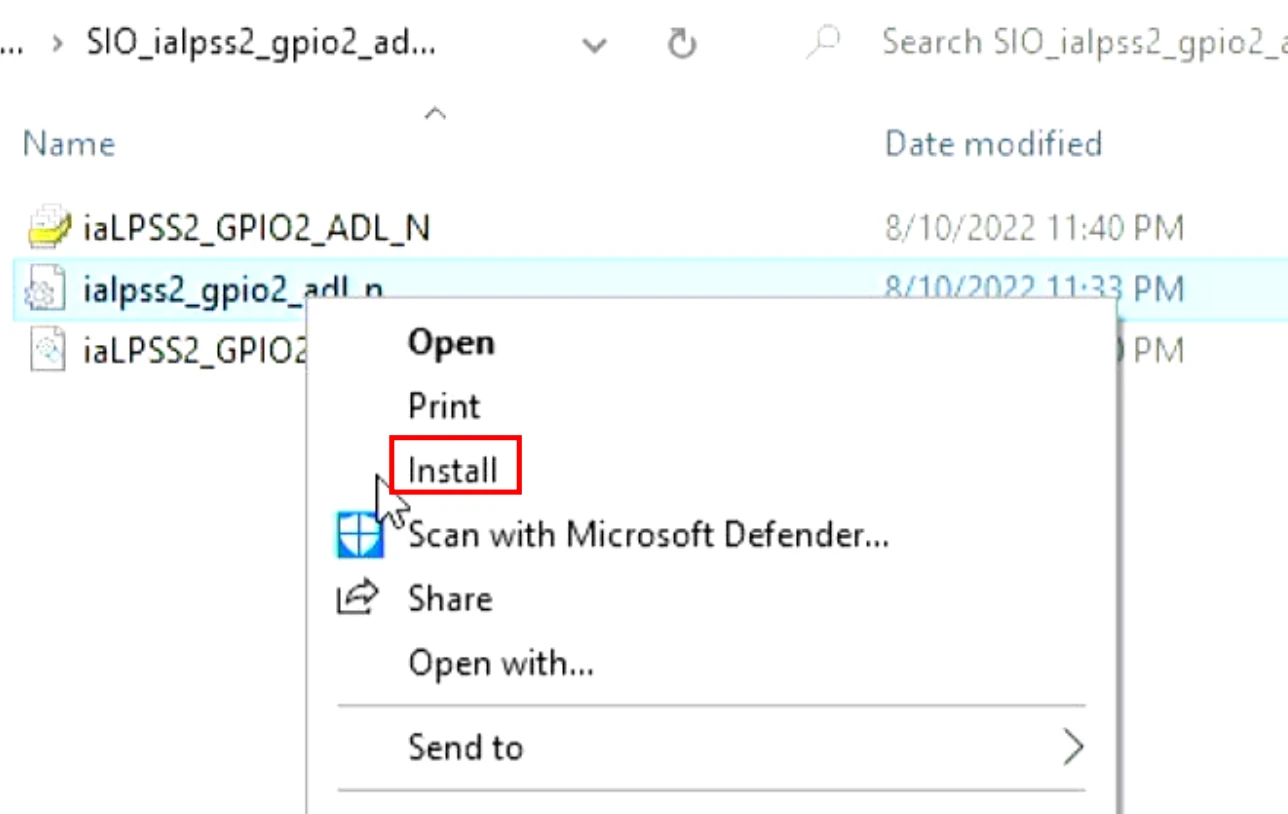 ... > SIO_ialpss2_gpio2_ad... Search SIO_ialpss2_gpio2_a
Name Date modified
iaLPSS2_GPIO2_ADL_N 8/10/2022 11:40 PM
ialpss2_gpio2_adl_n 8/10/2022 11:33 PM
iaLPSS2_GPIO2 PM
Open
Print
Install
Scan with Microsoft Defender...
Share
Open with...
Send to